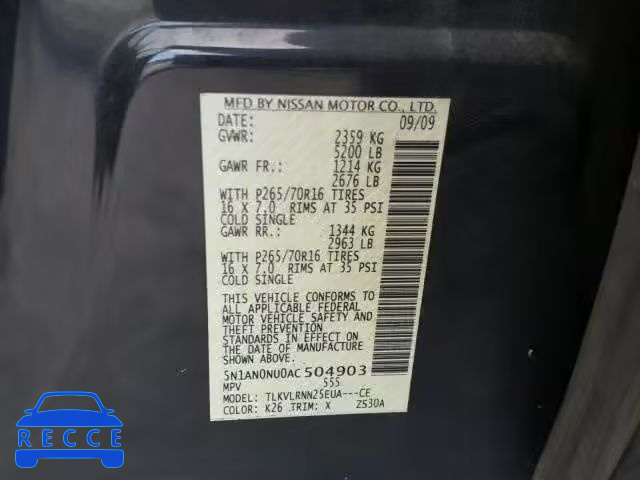 MFD BY NISSAN MOTOR CO., LTD.
DATE: 09/09
GVWR: 2359 KG
5200 LB
GAWR FR.: 1214 KG
2676 LB
WITH P265/70R16 TIRES
16 X 7.0 RIMS AT 35 PSI
COLD SINGLE
GAWR RR.: 1344 KG
2963 LB
WITH P265/70R16 TIRES
16 X 7.0 RIMS AT 35 PSI
COLD SINGLE
THIS VEHICLE CONFORMS TO
ALL APPLICABLE FEDERAL
MOTOR VEHICLE SAFETY AND
THEFT PREVENTION
STANDARDS IN EFFECT ON
THE DATE OF MANUFACTURE
SHOWN ABOVE.
5N1AN0NU0AC504903
MPV 555
MODEL: TLKVLRNN25EUA---CE
COLOR: K26 TRIM: X ZS30A
RECCE